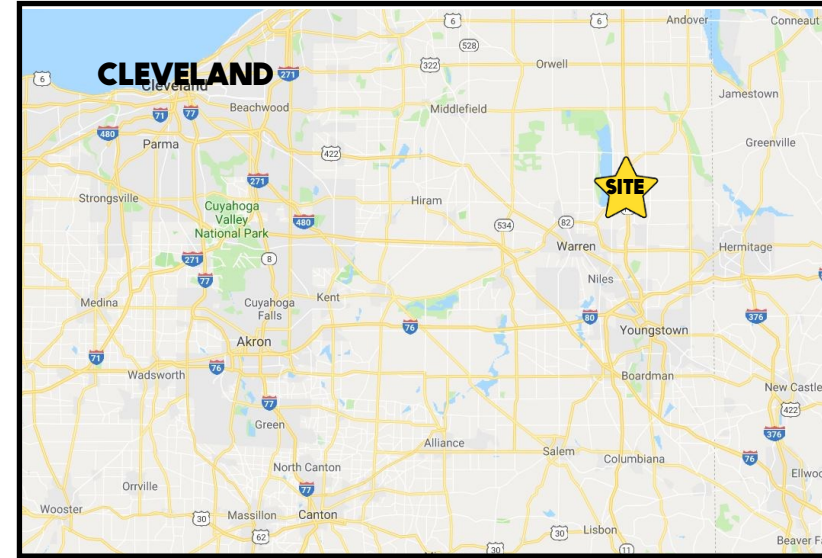 6
6
Andover
Conneaut
528
322
Orwell
CLEVELAND
Cleveland
271
6
Jamestown
Beachwood
Middlefield
71
77
480
Parma
422
Greenville
271
SITE
Strongsville
Hiram
Cuyahoga
Valley
National Park
480
534
82
Warren
Hermitage
8
271
77
Niles
Medina
Cuyahoga
Falls
Kent
76
80
376
Youngstown
Akron
71
76
Wadsworth
Boardman
New Castle
77
422
Green
376
Alliance
Salem
Columbiana
76
North Canton
Ellwo
77
Orrville
Wooster
30
Massillon
Canton
62
30
Lisbon
30
11
Beaver F